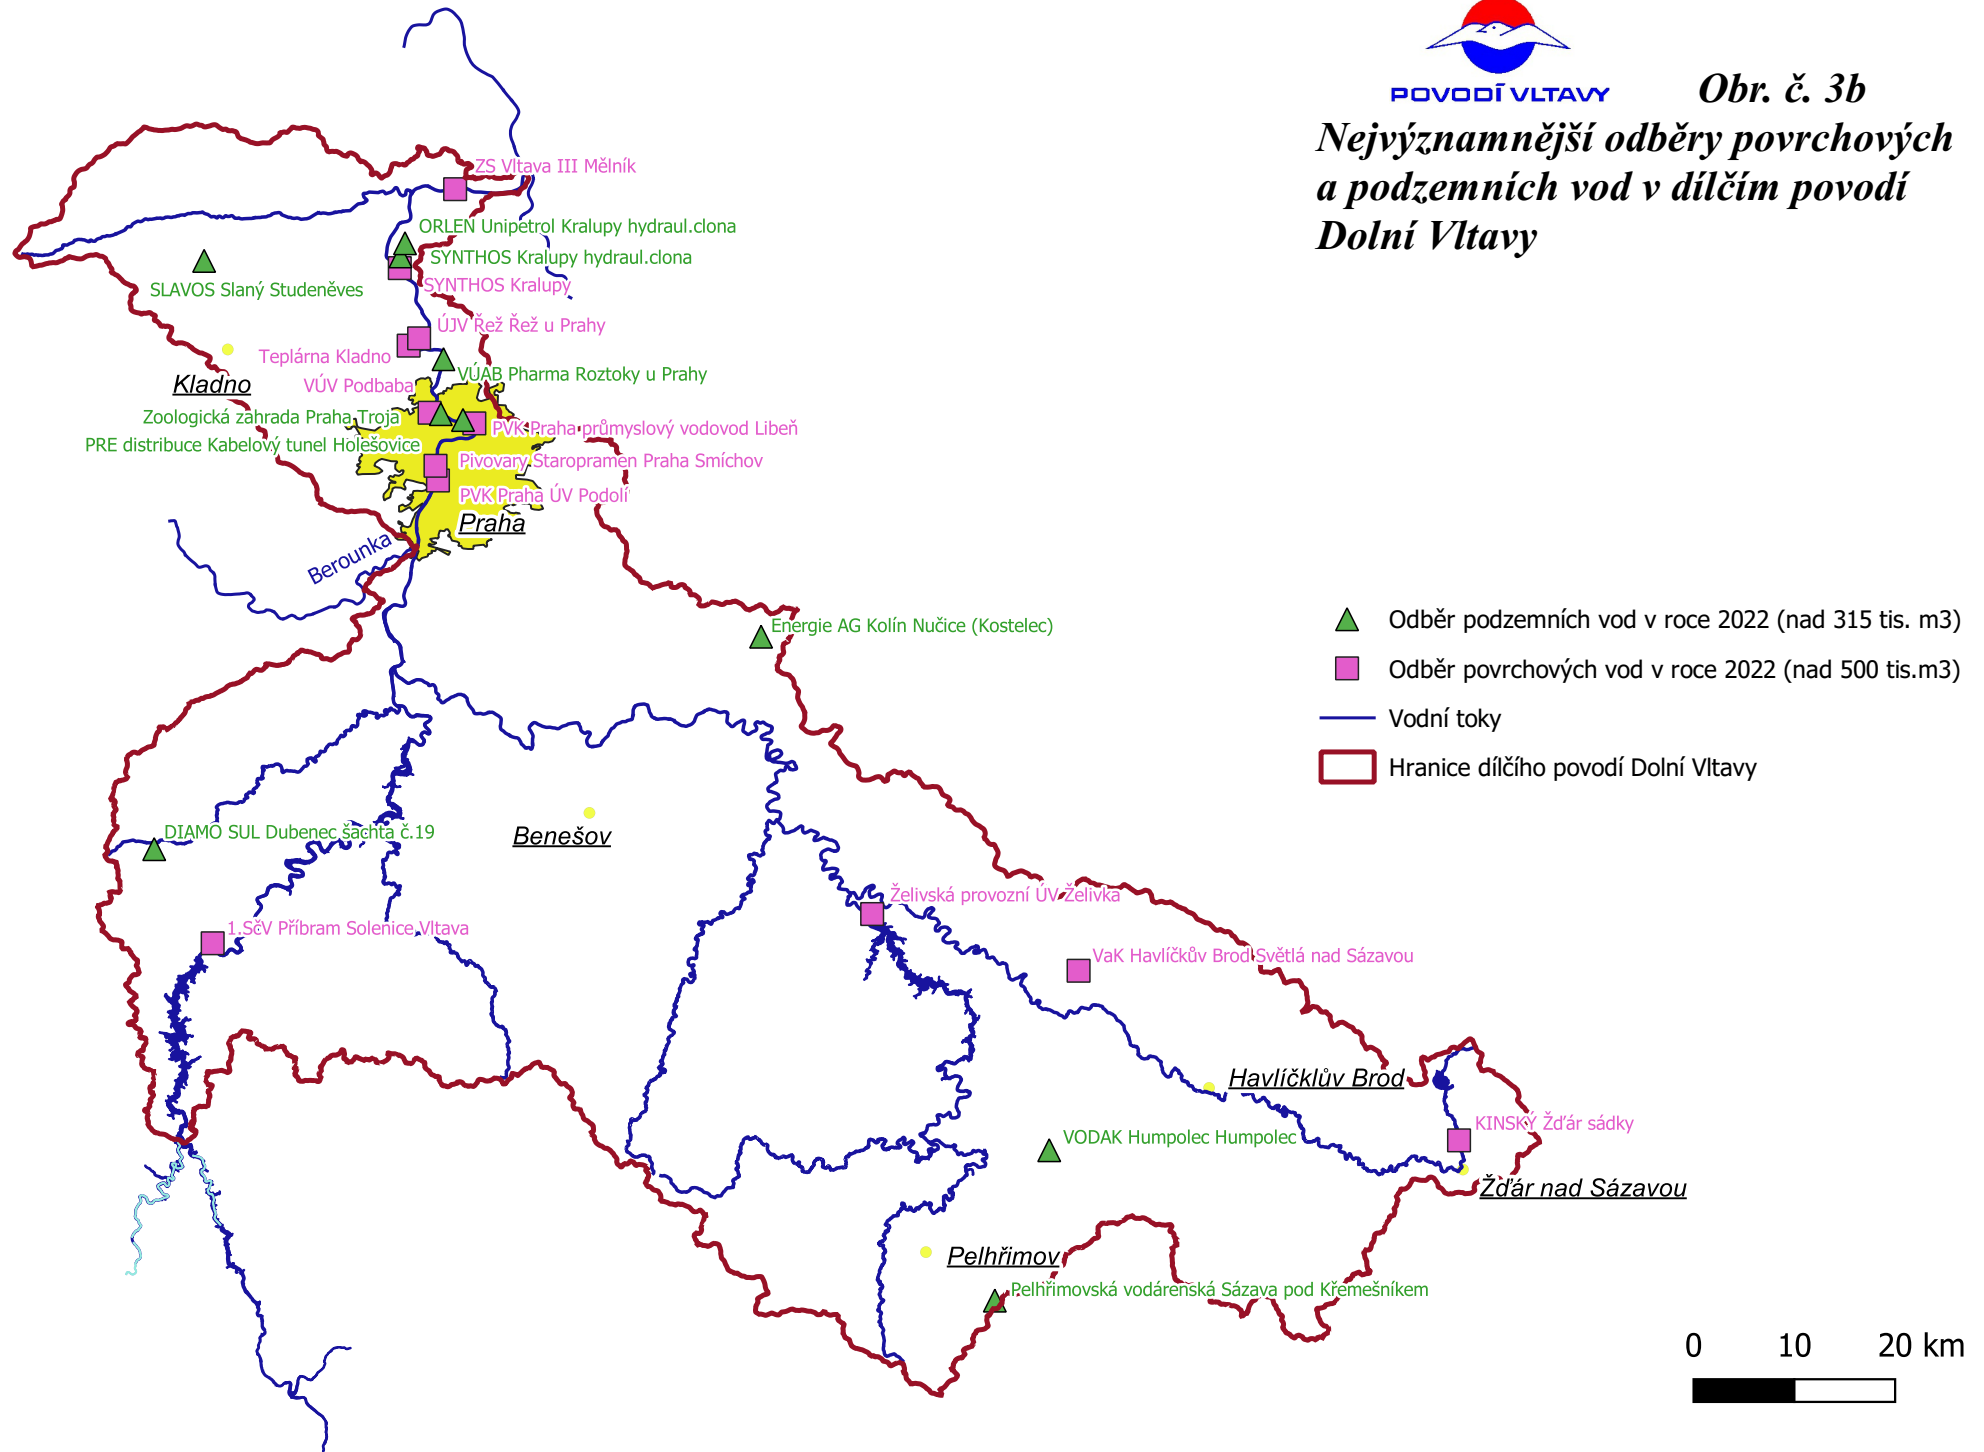 POVODÍ VLTAVY
Obr. č. 3b
Nejvýznamnější odběry povrchových
a podzemních vod v dílčím povodí
Dolní Vltavy
ZS Vltava III Mělník
ORLEN Unipetrol Kralupy hydraul.clona
SYNTHOS Kralupy hydraul.clona
SYNTHOS Kralupy
SLAVOS Slaný Studeněves
ÚJV Řež Řež u Prahy
Teplárna Kladno
VÚAB Pharma Roztoky u Prahy
Kladno
VÚV Podbaba
Zoologická zahrada Praha Troja
PVK Praha průmyslový vodovod Libeň
PRE distribuce Kabelový tunel Holešovice
Pivovary Staropramen Praha Smíchov
PVK Praha ÚV Podolí
Praha
Berounka
Energie AG Kolín Nučice (Kostelec)
Odběr podzemních vod v roce 2022 (nad 315 tis. m3)
Odběr povrchových vod v roce 2022 (nad 500 tis.m3)
Vodní toky
Hranice dílčího povodí Dolní Vltavy
DIAMO SUL Dubenec šachta č.19
Benešov
Želivská provozní ÚV Želivka
1.SčV Příbram Solenice Vltava
VaK Havlíčkův Brod Světlá nad Sázavou
Havlíčklův Brod
KINSKÝ Žďár sádky
VODAK Humpolec Humpolec
Žďár nad Sázavou
Pelhřimov
Pelhřimovská vodárenská Sázava pod Křemešníkem
0 10 20 km